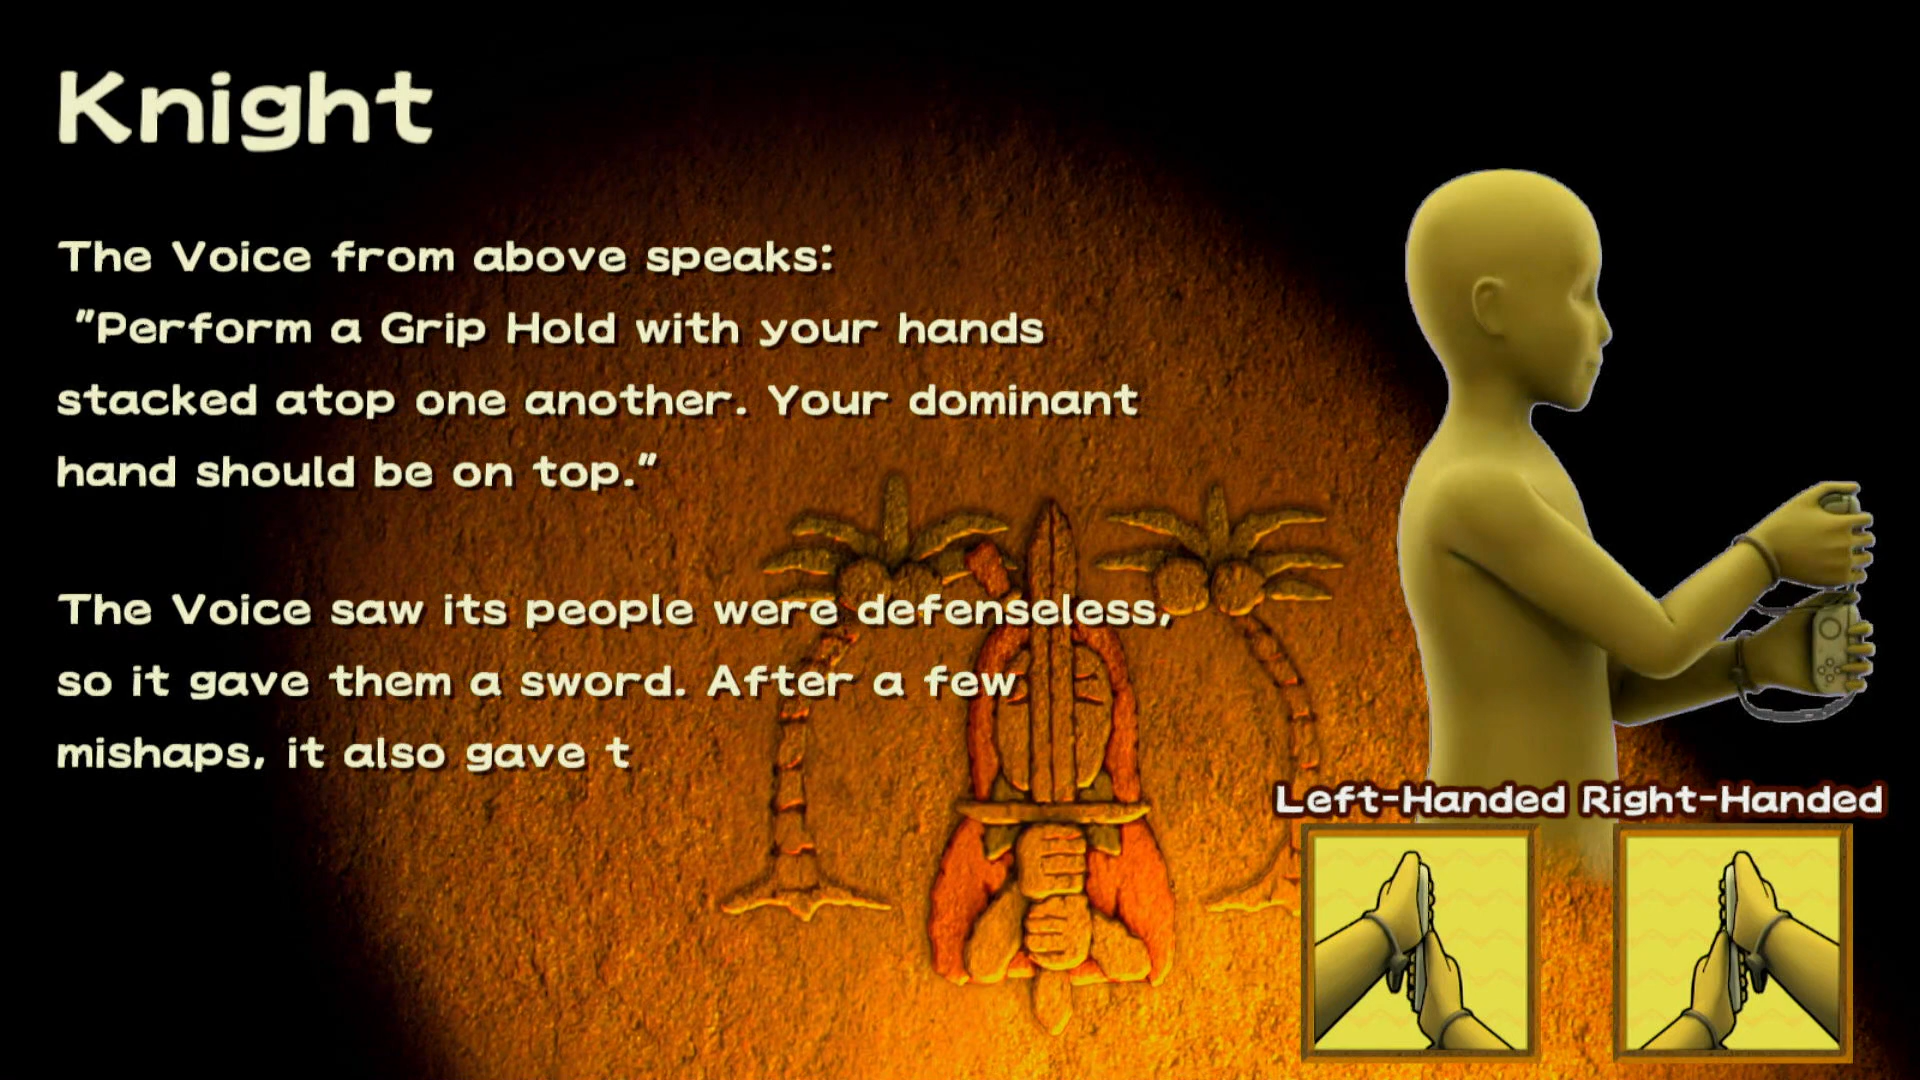 Knight
The Voice from above speaks:
"Perform a Grip Hold with your hands
stacked atop one another. Your dominant
hand should be on top."
The Voice saw its people were defenseless,
so it gave them a sword. After a few
mishaps, it also gave t
Left-Handed Right-Handed